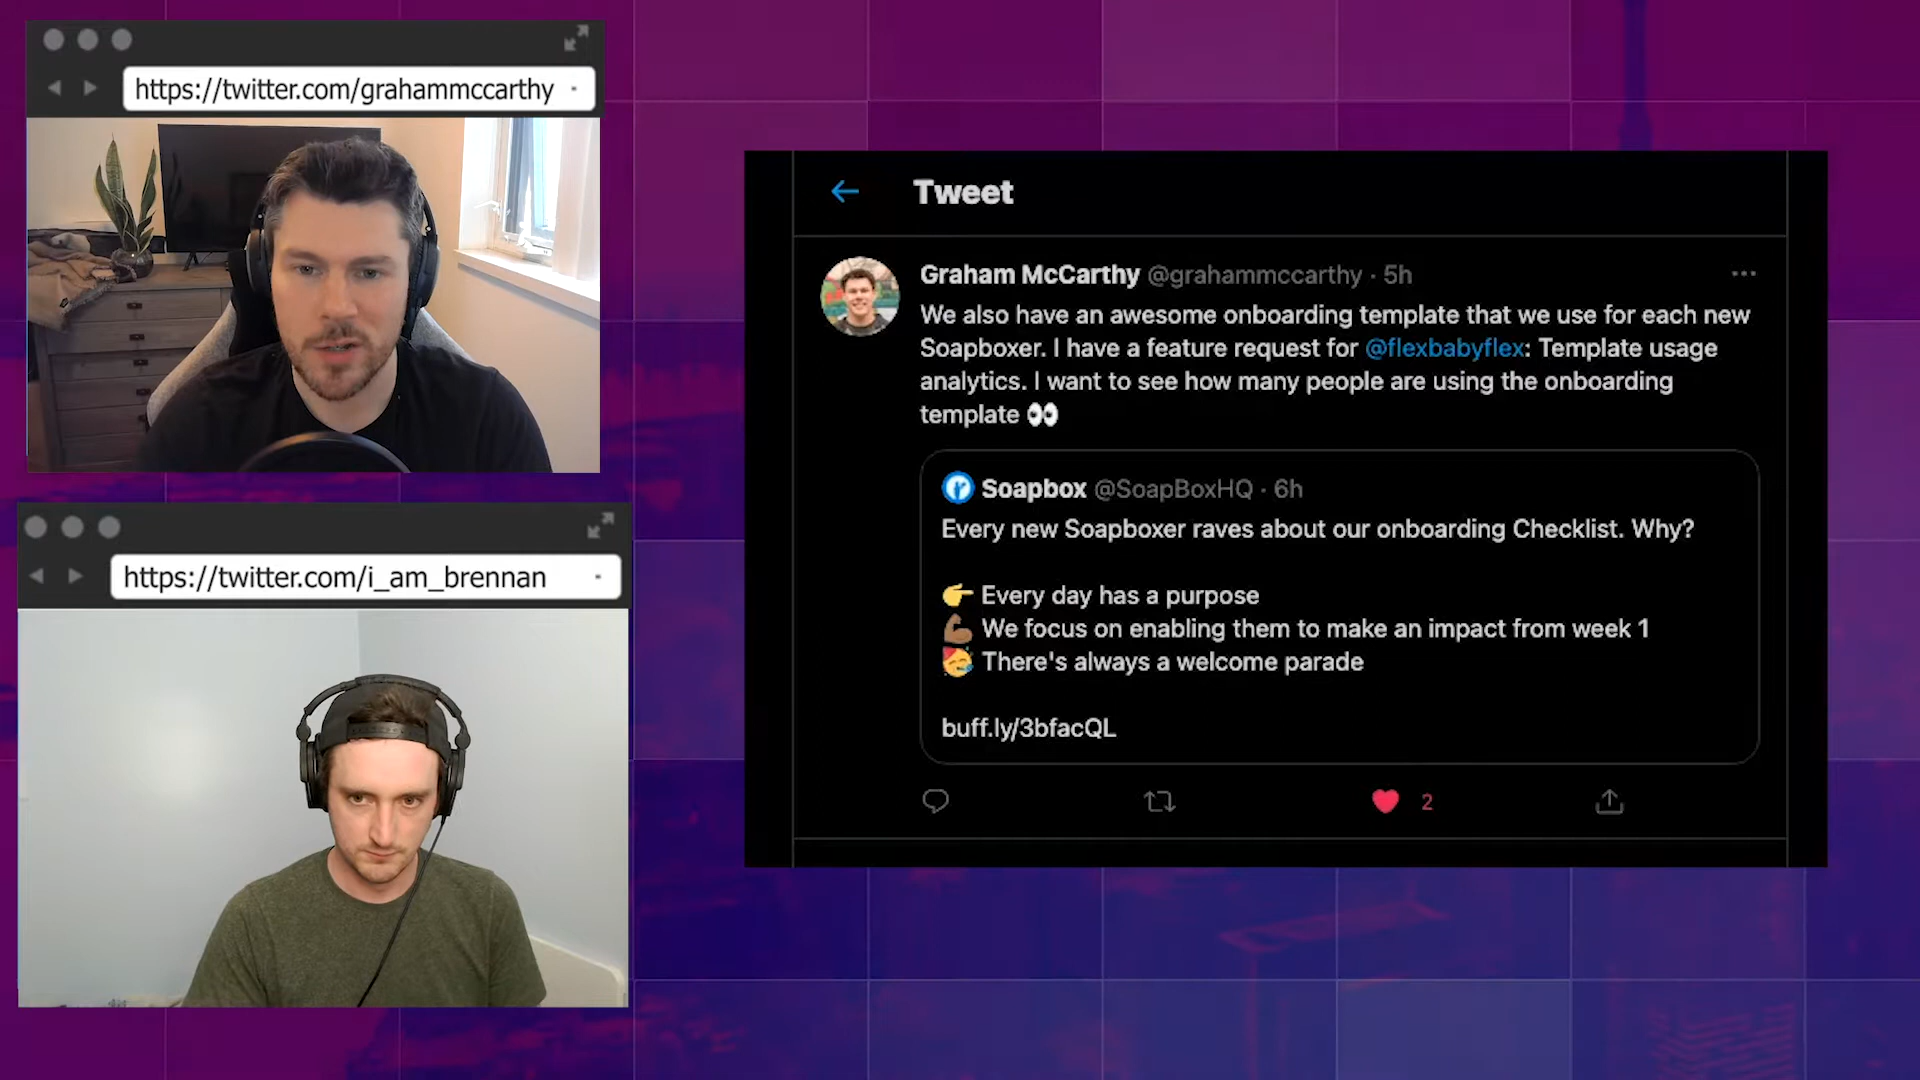 https://twitter.com/grahammccarthy
https://twitter.com/i_am_brennan
Tweet
Graham McCarthy @grahammccarthy · 5h
We also have an awesome onboarding template that we use for each new
Soapboxer. I have a feature request for @flexbabyflex: Template usage
analytics. I want to see how many people are using the onboarding
template 👀
Soapbox @SoapBoxHQ · 6h
Every new Soapboxer raves about our onboarding Checklist. Why?
👉 Every day has a purpose
💪🏾 We focus on enabling them to make an impact from week 1
🥳 There's always a welcome parade
buff.ly/3bfacQL
2